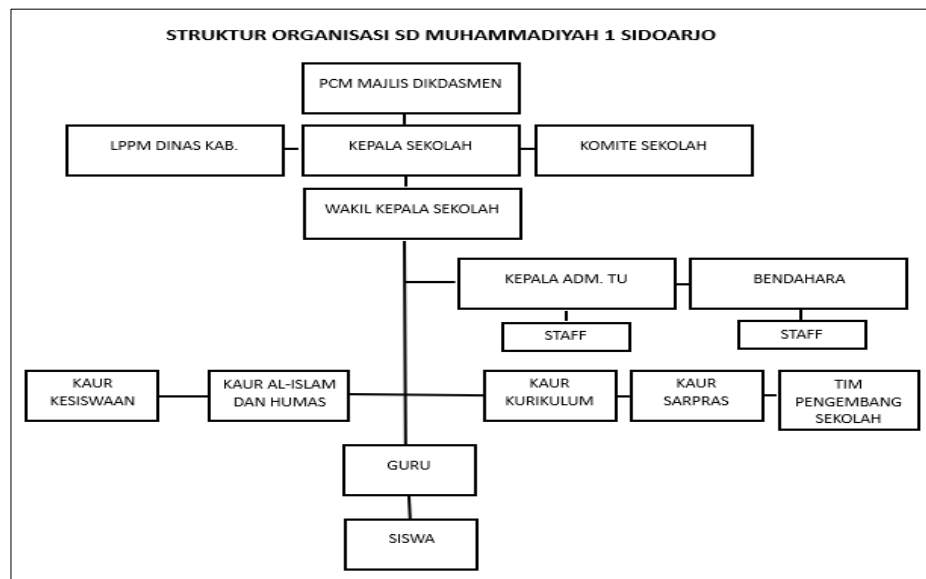 STRUKTUR ORGANISASI SD MUHAMMADIYAH 1 SIDOARJO
PCM MAJLIS DIKDASMEN
LPPM DINAS KAB.
KEPALA SEKOLAH
KOMITE SEKOLAH
WAKIL KEPALA SEKOLAH
KEPALA ADM. TU
BENDAHARA
STAFF
STAFF
KAUR
KESISWAAN
KAUR AL-ISLAM
DAN HUMAS
KAUR
KURIKULUM
KAUR
SARPRAS
TIM
PENGEMBANG
SEKOLAH
GURU
SISWA